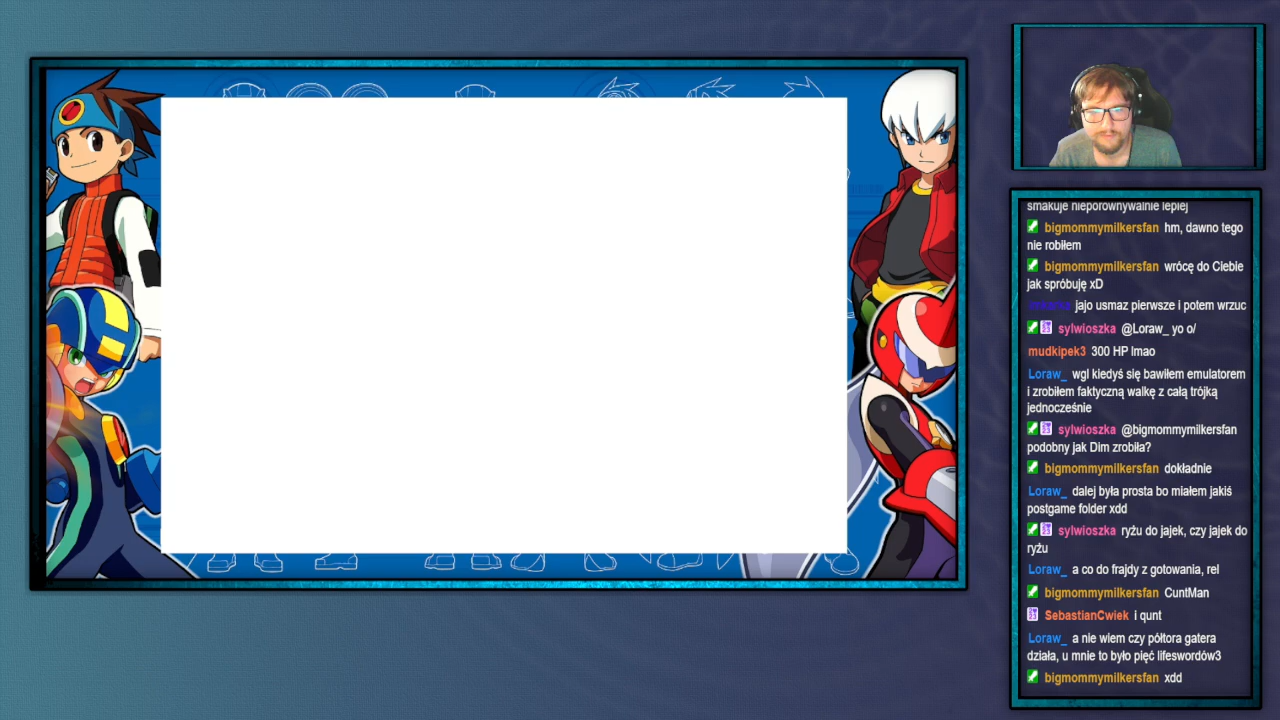 smakuje nieporównywalnie lepiej
bigmommymilkersfan hm, dawno tego
nie robiłem
bigmommymilkersfan wrócę do Ciebie
jak spróbuję xD
jajo usmaz pierwsze i potem wrzuc
sylwioszka @Loraw_ yo o/
mudkipek3 300 HP lmao
Loraw_ wgl kiedyś się bawiłem emulatorem
i zrobiłem faktyczną walkę z całą trójką
jednocześnie
sylwioszka @bigmommymilkersfan
podobny jak Dim zrobiła?
bigmommymilkersfan dokładnie
Loraw_ dalej była prosta bo miałem jakiś
postgame folder xdd
sylwioszka ryżu do jajek, czy jajek do
ryżu
Loraw_ a co do frajdy z gotowania, rel
bigmommymilkersfan CuntMan
SebastianCwiek i qunt
Loraw_ a nie wiem czy półtora gatera
działa, u mnie to było pięć lifeswordów3
bigmommymilkersfan xdd